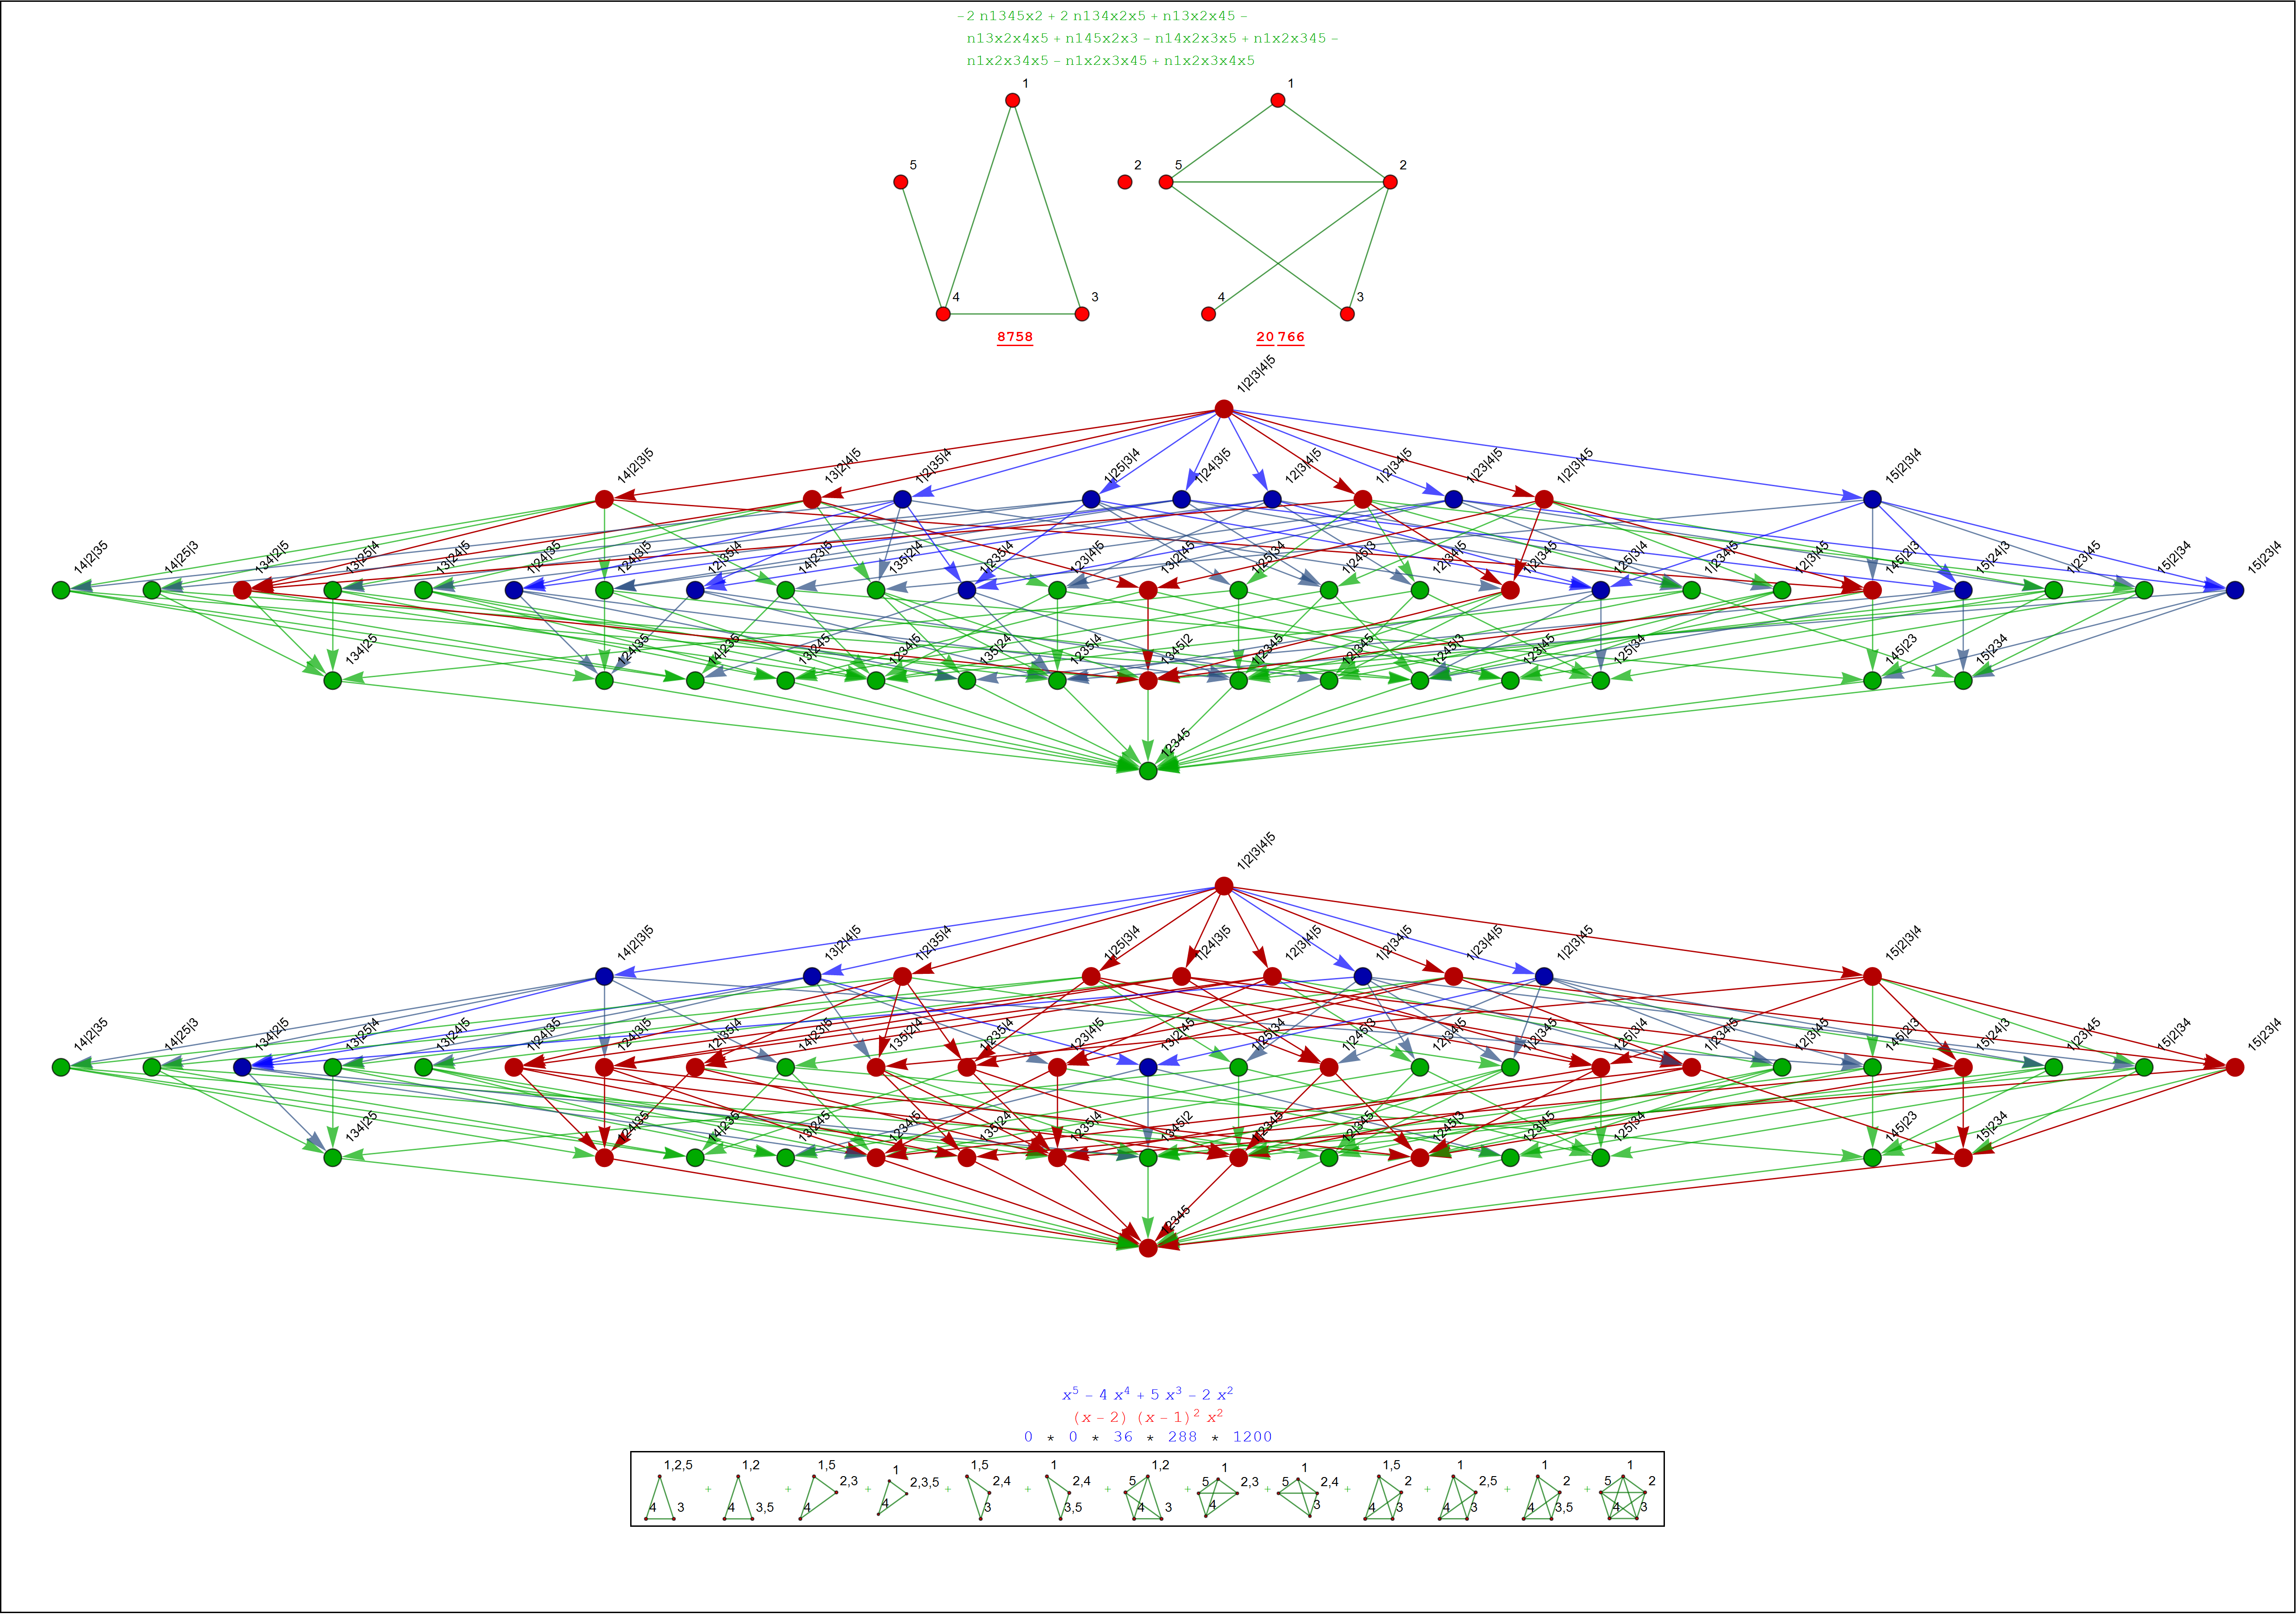 -2 n1345x2 + 2 n134x2x5 + n13x2x45 -
n13x2x4x5 + n145x2x3 - n14x2x3x5 + n1x2x345 -
n1x2x34x5 - n1x2x3x45 + n1x2x3x4x5
1 1
5 2 5 2
4 3 4 3
8758 20 766
1|2|3|4|5
14|2|3|5 13|2|4|5 1|2|35|4 1|25|3|4 1|24|3|5 12|3|4|5 1|2|34|5 1|23|4|5 1|2|3|45 15|2|3|4
14|2|35 14|25|3 134|2|5 13|25|4 13|24|5 1|24|35 124|3|5 12|35|4 14|23|5 135|2|4 1|235|4 123|4|5 13|2|45 1|25|34 1|245|3 12|34|5 1|2|345 125|3|4 1|234|5 12|3|45 145|2|3 15|24|3 1|23|45 15|2|34 15|23|4
134|25 124|35 14|235 13|245 1234|5 135|24 1235|4 1345|2 1|2345 12|345 1245|3 123|45 125|34 145|23 15|234
12345
1|2|3|4|5
14|2|3|5 13|2|4|5 1|2|35|4 1|25|3|4 1|24|3|5 12|3|4|5 1|2|34|5 1|23|4|5 1|2|3|45 15|2|3|4
14|2|35 14|25|3 134|2|5 13|25|4 13|24|5 1|24|35 124|3|5 12|35|4 14|23|5 135|2|4 1|235|4 123|4|5 13|2|45 1|25|34 1|245|3 12|34|5 1|2|345 125|3|4 1|234|5 12|3|45 145|2|3 15|24|3 1|23|45 15|2|34 15|23|4
134|25 124|35 14|235 13|245 1234|5 135|24 1235|4 1345|2 1|2345 12|345 1245|3 123|45 125|34 145|23 15|234
12345
x⁵ - 4 x⁴ + 5 x³ - 2 x²
(x - 2) (x - 1)² x²
0 * 0 * 36 * 288 * 1200
1,2,5 4 3 + 1,2 4 3,5 + 1,5 2,3 4 + 1 2,3,5 4 + 1,5 2,4 3 + 1 2,4 3,5 + 1,2 5 4 3 + 1 5 2,3 4 + 1 5 2,4 3 + 1,5 2 4 3 + 1 2,5 4 3 + 1 2 4 3,5 + 1 5 2 4 3